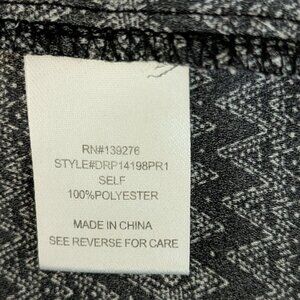 RN#139276
STYLE#DRP14198PR1
SELF
100%POLYESTER
MADE IN CHINA
SEE REVERSE FOR CARE